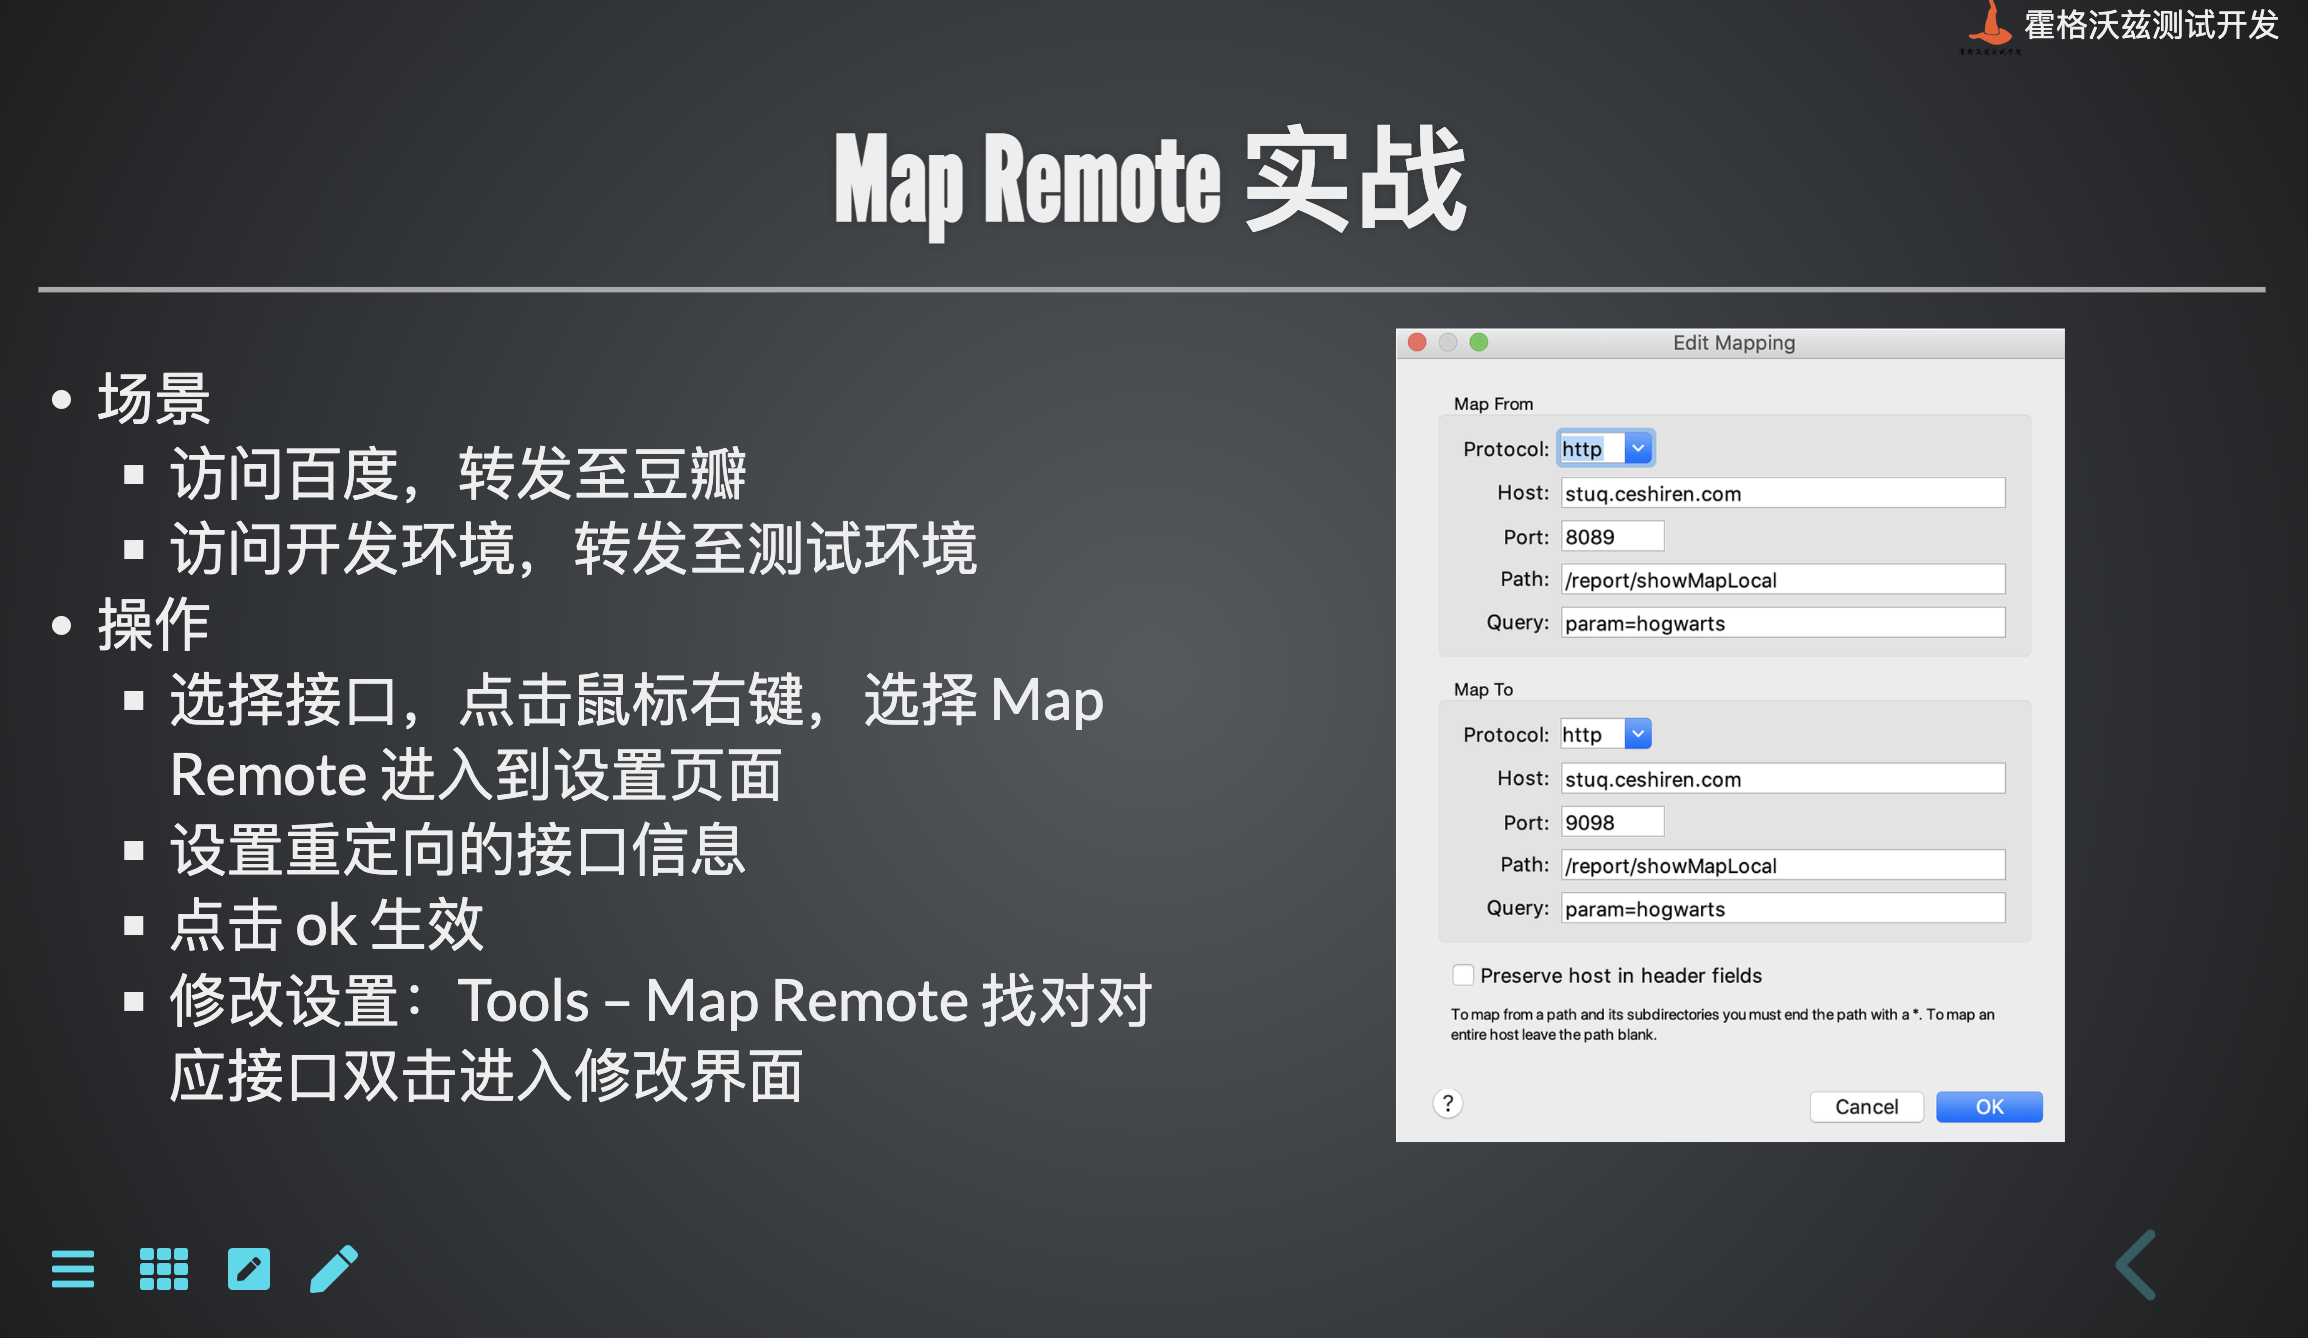 霍格沃兹测试开发
Map Remote 实战
场景
访问百度，转发至豆瓣
访问开发环境，转发至测试环境
操作
选择接口，点击鼠标右键，选择 Map
Remote 进入到设置页面
设置重定向的接口信息
点击 ok 生效
修改设置：Tools – Map Remote 找对对
应接口双击进入修改界面
Edit Mapping
Map From
Protocol: http
Host: stuq.ceshiren.com
Port: 8089
Path: /report/showMapLocal
Query: param=hogwarts
Map To
Protocol: http
Host: stuq.ceshiren.com
Port: 9098
Path: /report/showMapLocal
Query: param=hogwarts
Preserve host in header fields
To map from a path and its subdirectories you must end the path with a *. To map an
entire host leave the path blank.
?
Cancel OK